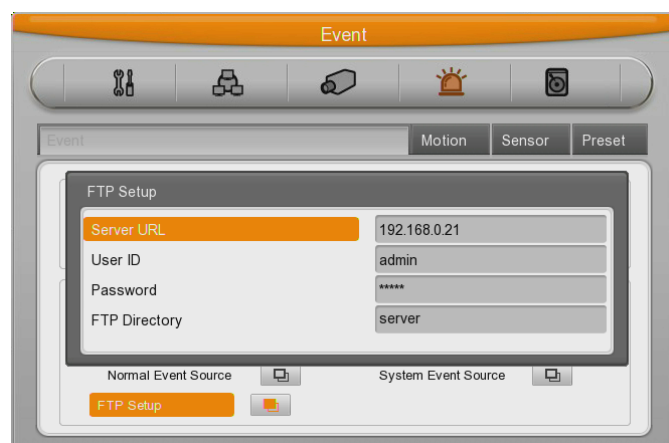 Event
Event Motion Sensor Preset
FTP Setup
Server URL 192.168.0.21
User ID admin
Password *****
FTP Directory server
Normal Event Source System Event Source
FTP Setup